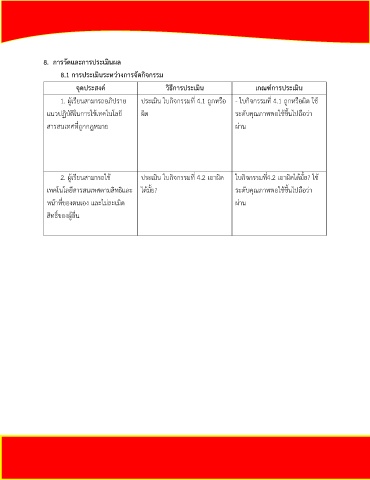 8. การวัดและการประเมินผล
8.1 การประเมินระหว่างการจัดกิจกรรม
จุดประสงค์ วิธีการประเมิน เกณฑ์การประเมิน
1. ผู้เรียนสามารถอภิปราย
แนวปฏิบัติในการใช้เทคโนโลยี
สารสนเทศที่ถูกกฎหมาย
ประเมิน ใบกิจกรรมที่ 4.1 ถูกหรือ
ผิด
- ใบกิจกรรมที่ 4.1 ถูกหรือผิด ใช้
ระดับคุณภาพพอใช้ขึ้นไปถือว่า
ผ่าน
2. ผู้เรียนสามารถใช้
เทคโนโลยีสารสนเทศตามสิทธิและ
หน้าที่ของตนเอง และไม่ละเมิด
สิทธิ์ของผู้อื่น
ประเมิน ใบกิจกรรมที่ 4.2 เอาผิด
ได้มั้ย?
ใบกิจกรรมที่4.2 เอาผิดได้มั้ย? ใช้
ระดับคุณภาพพอใช้ขึ้นไปถือว่า
ผ่าน